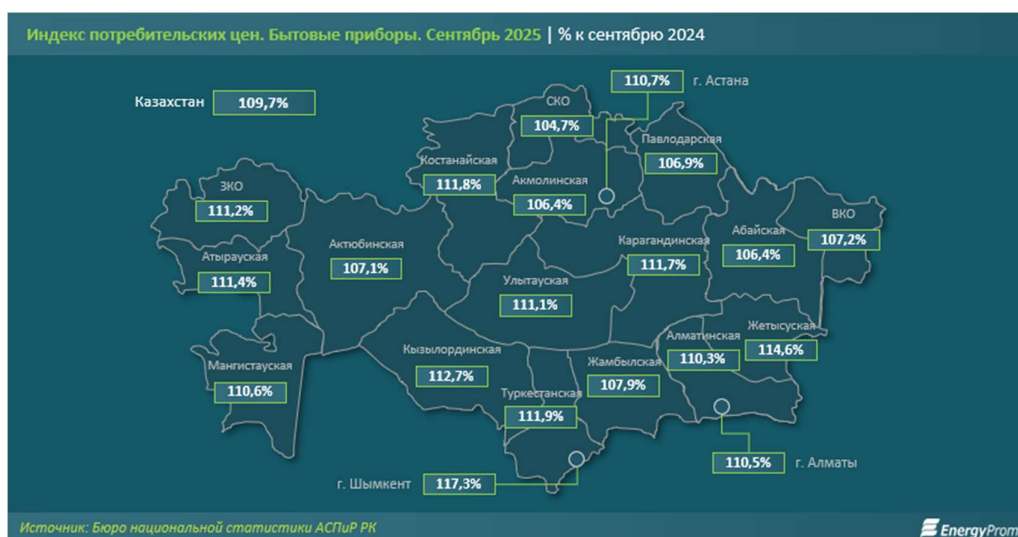 Индекс потребительских цен. Бытовые приборы. Сентябрь 2025 | % к сентябрю 2024
110,7% г. Астана
Казахстан 109,7%
СКО
104,7%
Павлодарская
106,9%
Костанайская
111,8%
Акмолинская
106,4%
ЗКО
111,2%
ВКО
107,2%
Абайская
106,4%
Карагандинская
111,7%
Актюбинская
107,1%
Атырауская
111,4%
Улытауская
111,1%
Жетысуская
114,6%
Алматинская
110,3%
Кызылординская
112,7%
Жамбылская
107,9%
Мангистауская
110,6%
Туркестанская
111,9%
110,5% г. Алматы
г. Шымкент 117,3%
Источник: Бюро национальной статистики АСПиР РК
EnergyProm